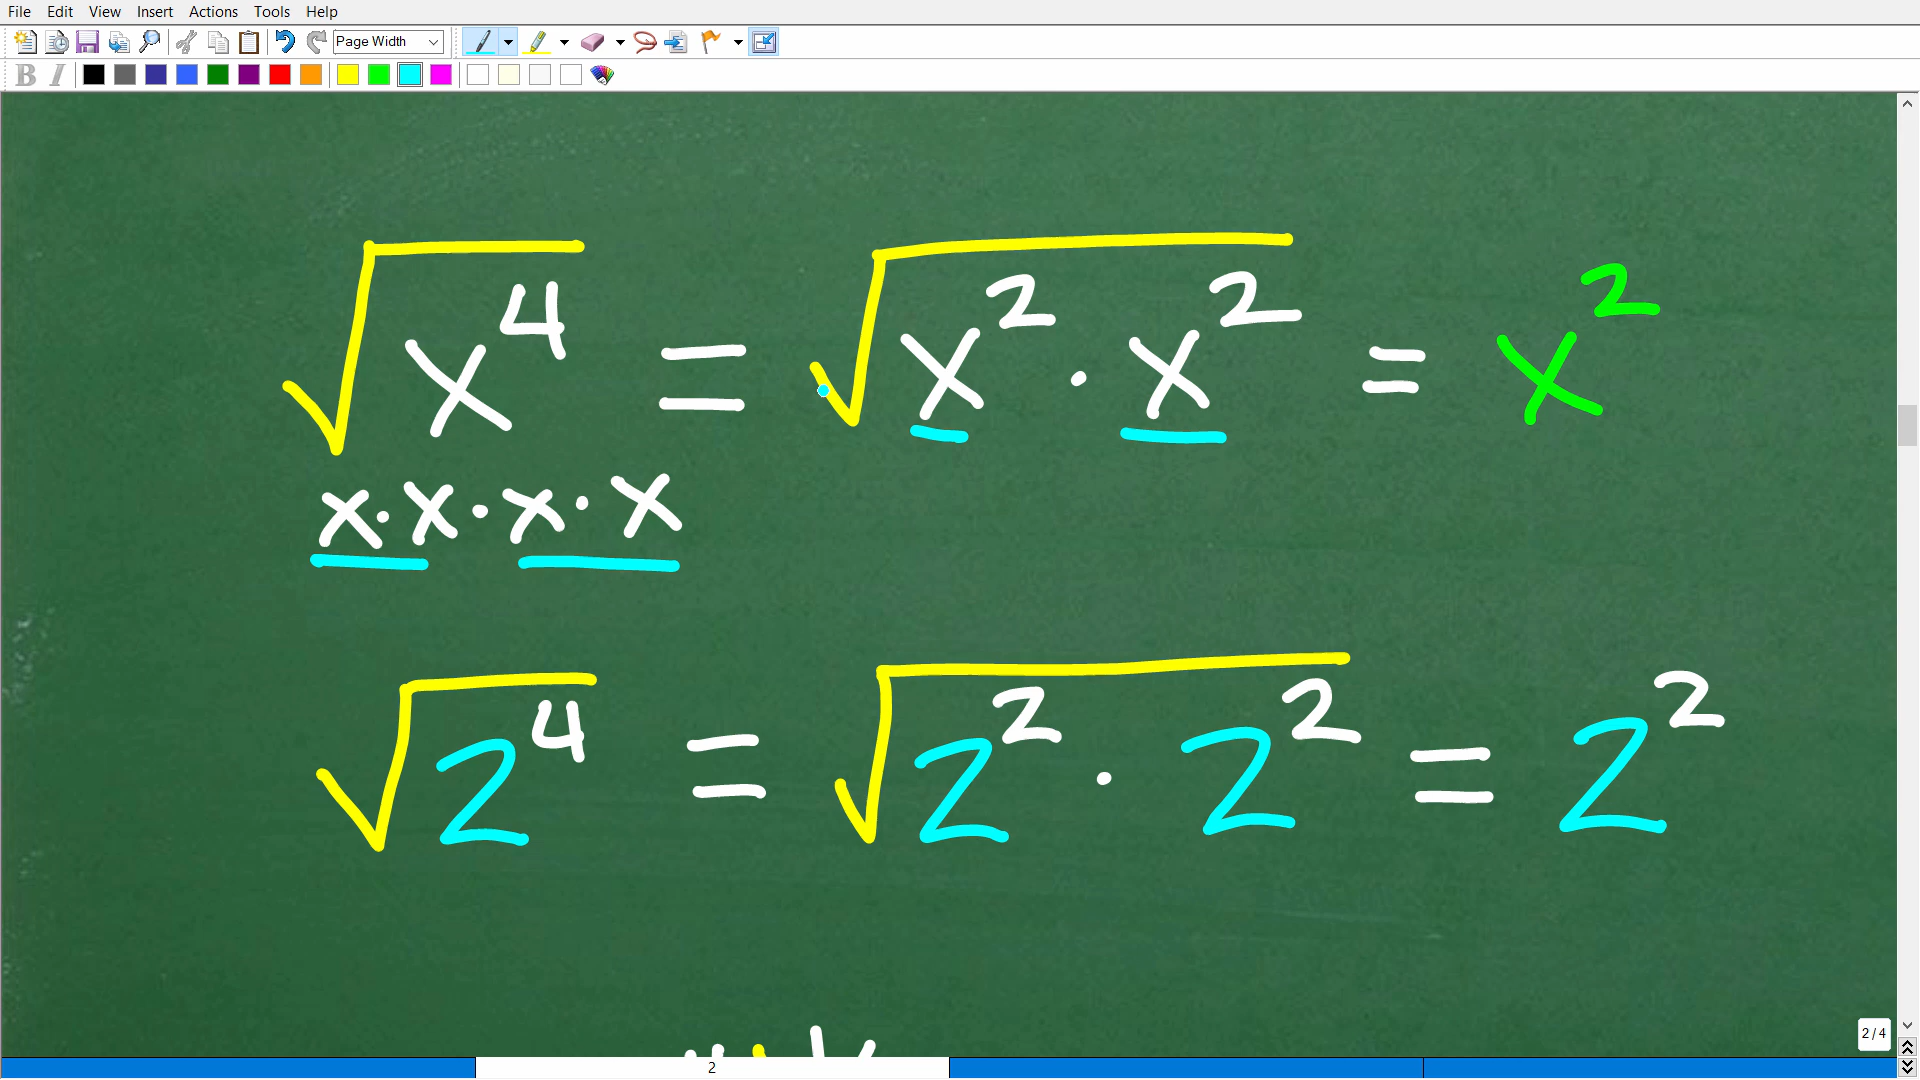 File Edit View Insert Actions Tools Help
Page Width
B I
√x⁴ = √x² · x² = x²
x · x · x · x
√2⁴ = √2² · 2² = 2²
2 / 4
2